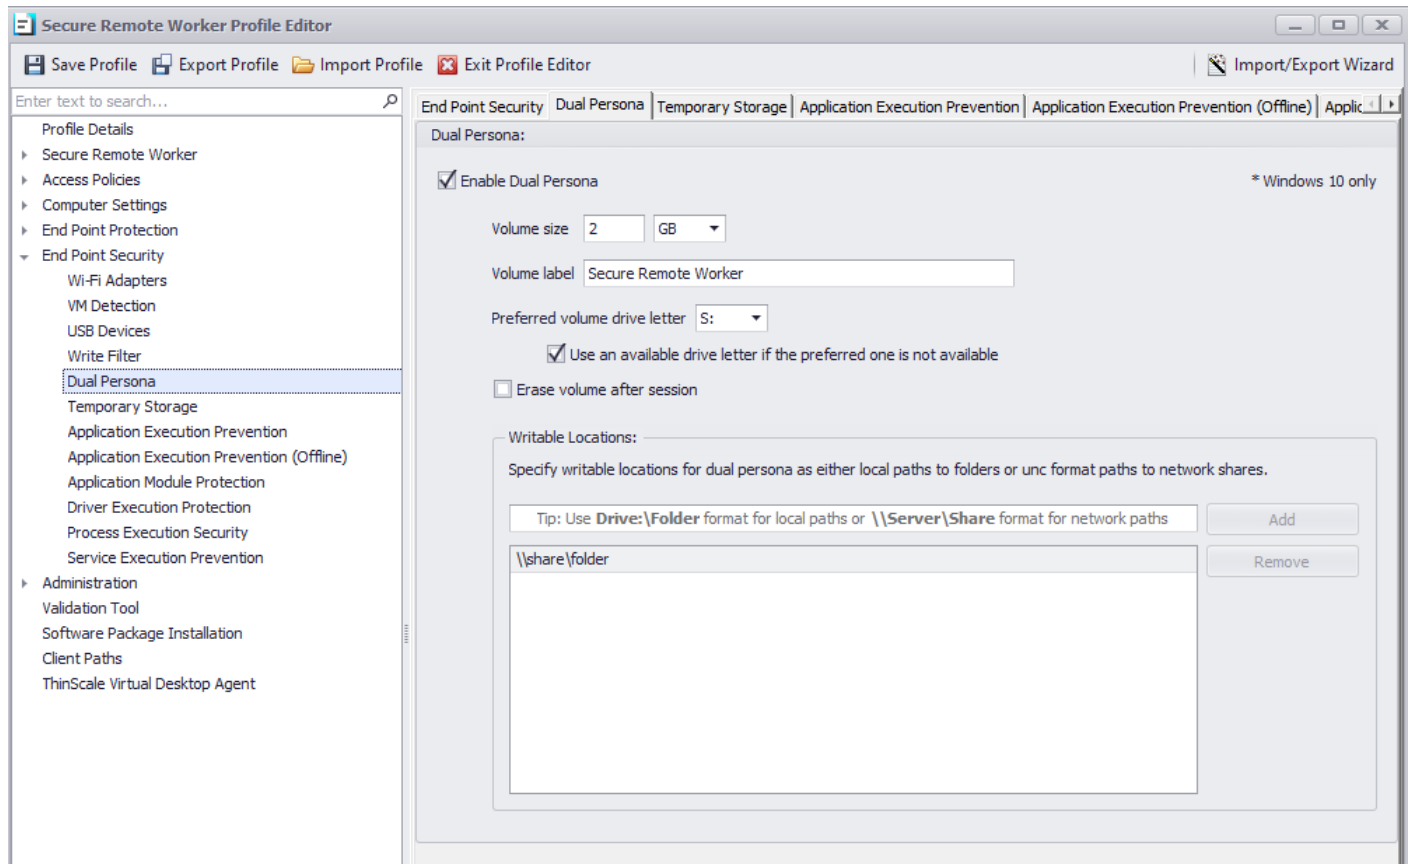 Secure Remote Worker Profile Editor
Save Profile Export Profile Import Profile Exit Profile Editor Import/Export Wizard
Enter text to search...
Profile Details
Secure Remote Worker
Access Policies
Computer Settings
End Point Protection
End Point Security
Wi-Fi Adapters
VM Detection
USB Devices
Write Filter
Dual Persona
Temporary Storage
Application Execution Prevention
Application Execution Prevention (Offline)
Application Module Protection
Driver Execution Protection
Process Execution Security
Service Execution Prevention
Administration
Validation Tool
Software Package Installation
Client Paths
ThinScale Virtual Desktop Agent
End Point Security Dual Persona Temporary Storage Application Execution Prevention Application Execution Prevention (Offline) Applic
Dual Persona:
Enable Dual Persona * Windows 10 only
Volume size 2 GB
Volume label Secure Remote Worker
Preferred volume drive letter S:
Use an available drive letter if the preferred one is not available
Erase volume after session
Writable Locations:
Specify writable locations for dual persona as either local paths to folders or unc format paths to network shares.
Tip: Use Drive:\Folder format for local paths or \\Server\Share format for network paths Add
\\share\folder Remove